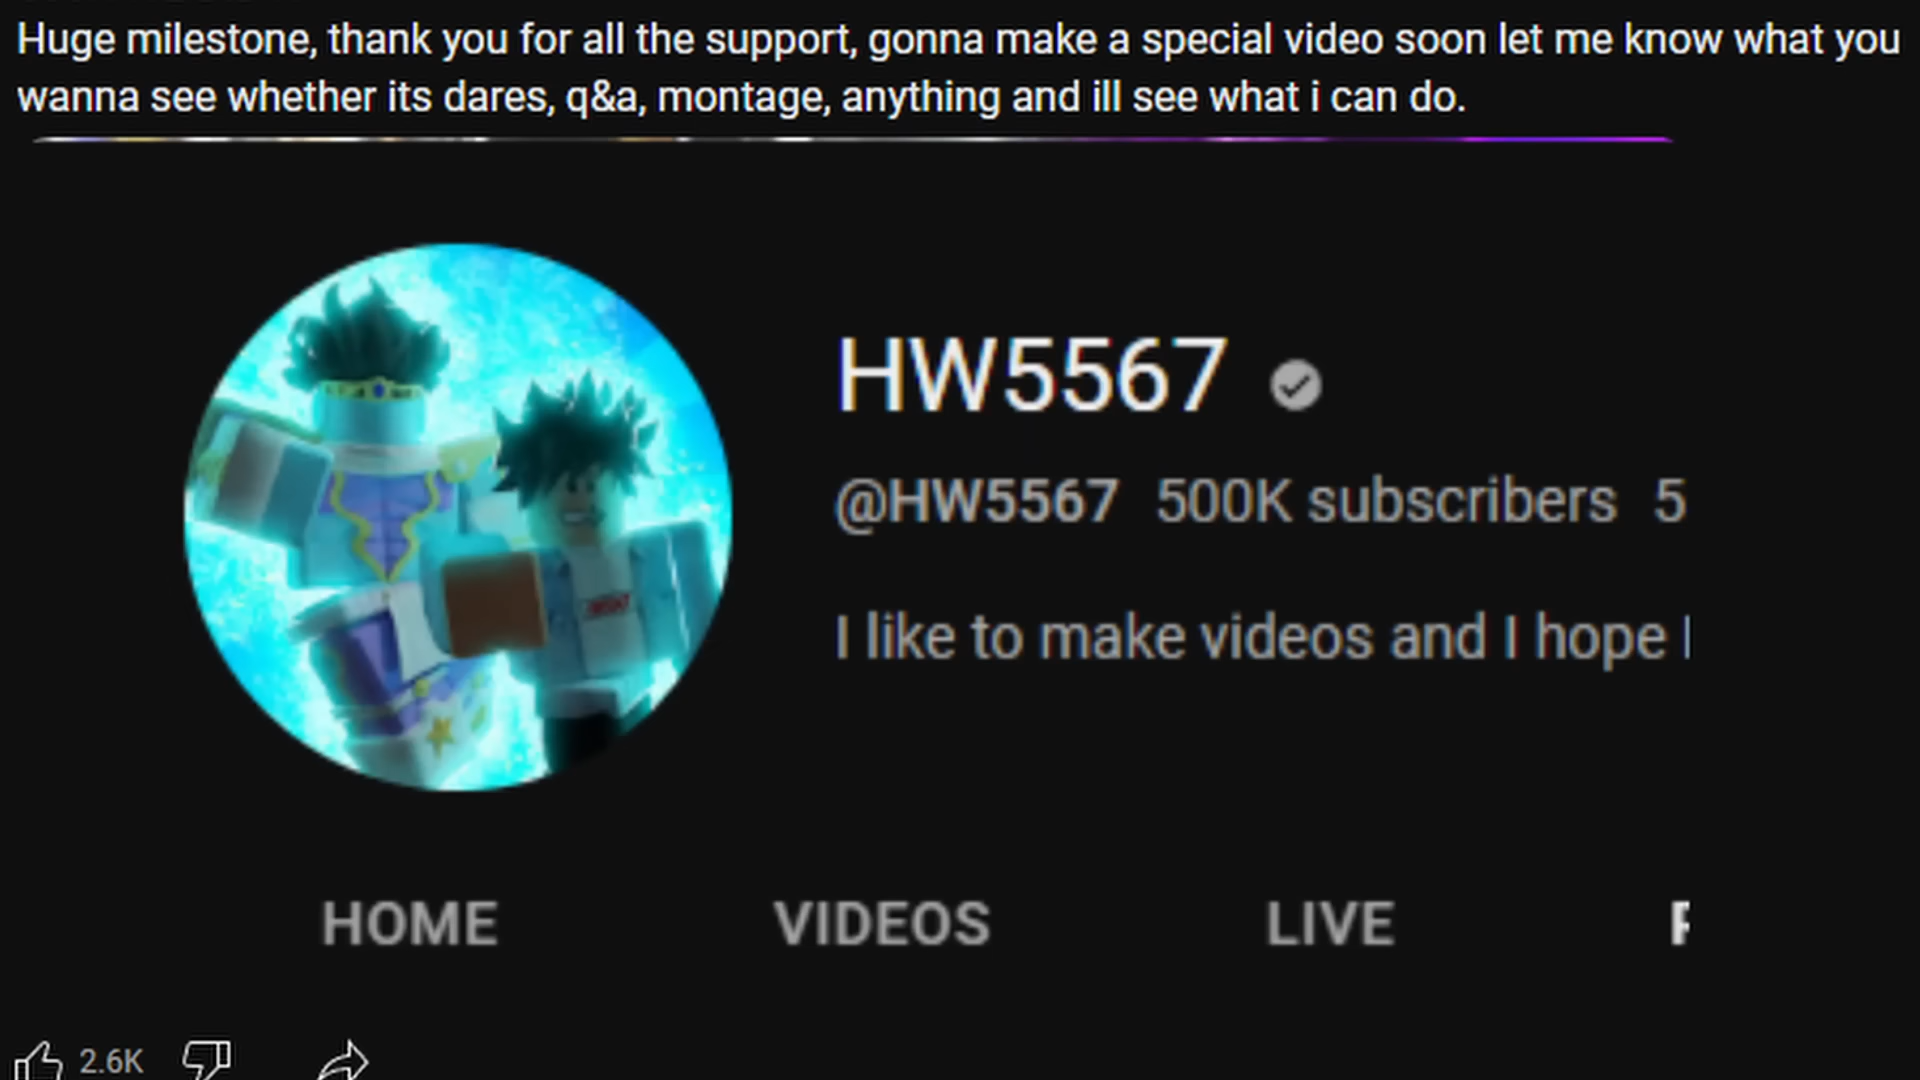 Huge milestone, thank you for all the support, gonna make a special video soon let me know what you
wanna see whether its dares, q&a, montage, anything and ill see what i can do.
HW5567
@HW5567 500K subscribers 5
I like to make videos and I hope
HOME VIDEOS LIVE
2.6K